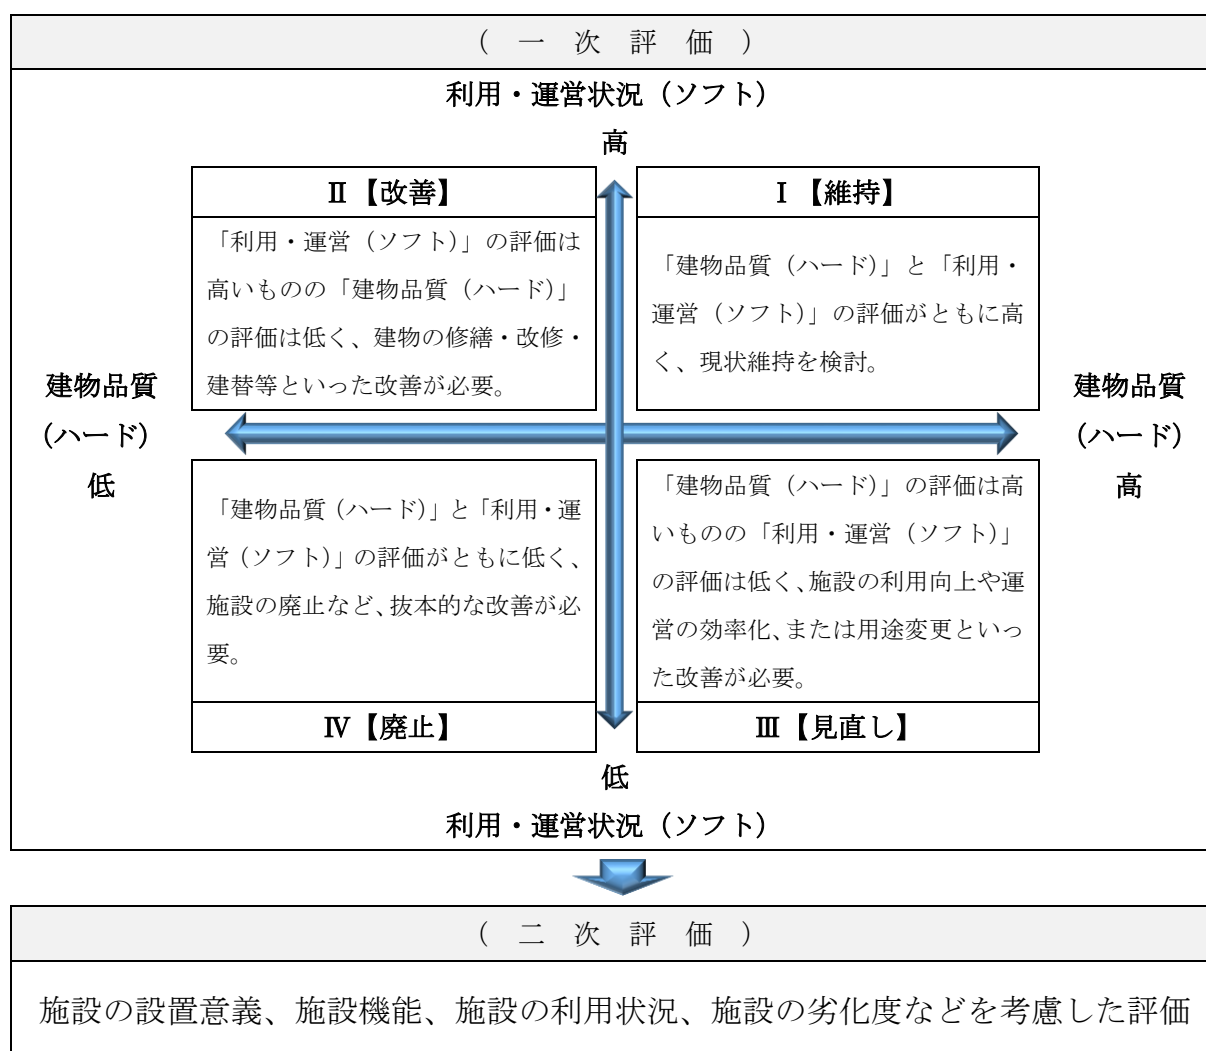 （ 一 次 評 価 ）
利用・運営状況（ソフト）
高
Ⅱ【改善】
「利用・運営（ソフト）」の評価は
高いものの「建物品質（ハード）」
の評価は低く、建物の修繕・改修・
建替等といった改善が必要。
Ⅰ【維持】
「建物品質（ハード）」と「利用・
運営（ソフト）」の評価がともに高
く、現状維持を検討。
建物品質
（ハード）
低
建物品質
（ハード）
高
「建物品質（ハード）」と「利用・運
営（ソフト）」の評価がともに低く、
施設の廃止など、抜本的な改善が必
要。
Ⅳ【廃止】
「建物品質（ハード）」の評価は高
いものの「利用・運営（ソフト）」
の評価は低く、施設の利用向上や運
営の効率化、または用途変更といっ
た改善が必要。
Ⅲ【見直し】
低
利用・運営状況（ソフト）
（ 二 次 評 価 ）
施設の設置意義、施設機能、施設の利用状況、施設の劣化度などを考慮した評価